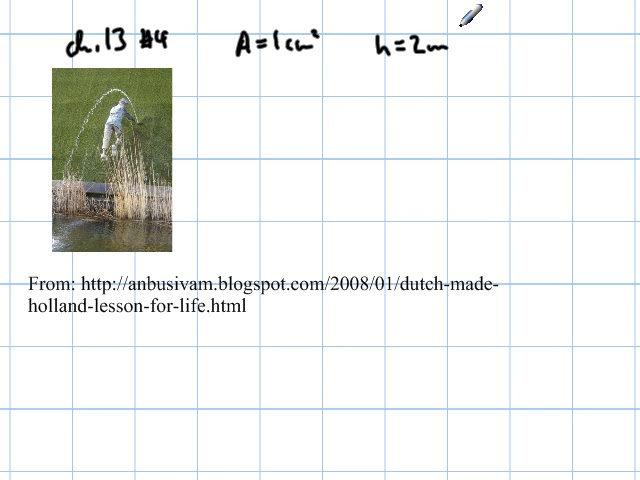 ch. 13 #4 A = 1 cm² h = 2 m
From: http://anbusivam.blogspot.com/2008/01/dutch-made-
holland-lesson-for-life.html